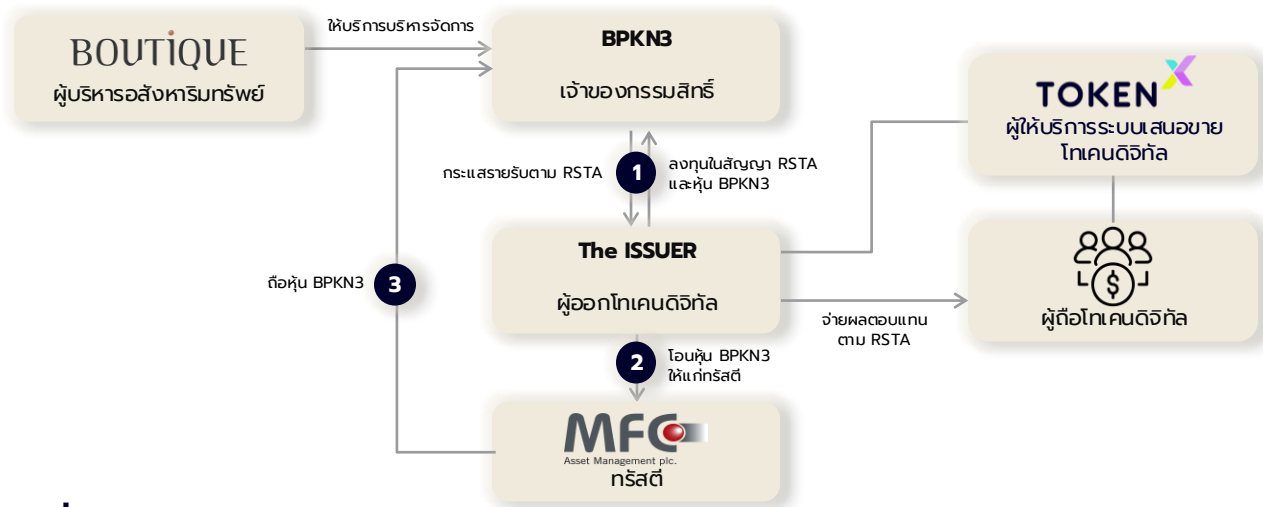 BOUTIQUE
ผู้บริหารอสังหาริมทรัพย์
ให้บริการบริหารจัดการ
BPKN3
เจ้าของกรรมสิทธิ์
TOKEN X
ผู้ให้บริการระบบเสนอขาย
โทเคนดิจิทัล
กระแสรายรับตาม RSTA
1
ลงทุนในสัญญา RSTA
และหุ้น BPKN3
The ISSUER
ผู้ออกโทเคนดิจิทัล
$
ผู้ถือโทเคนดิจิทัล
ถือหุ้น BPKN3
3
จ่ายผลตอบแทน
ตาม RSTA
2
โอนหุ้น BPKN3
ให้แก่ทรัสตี
MFC
Asset Management plc.
ทรัสตี